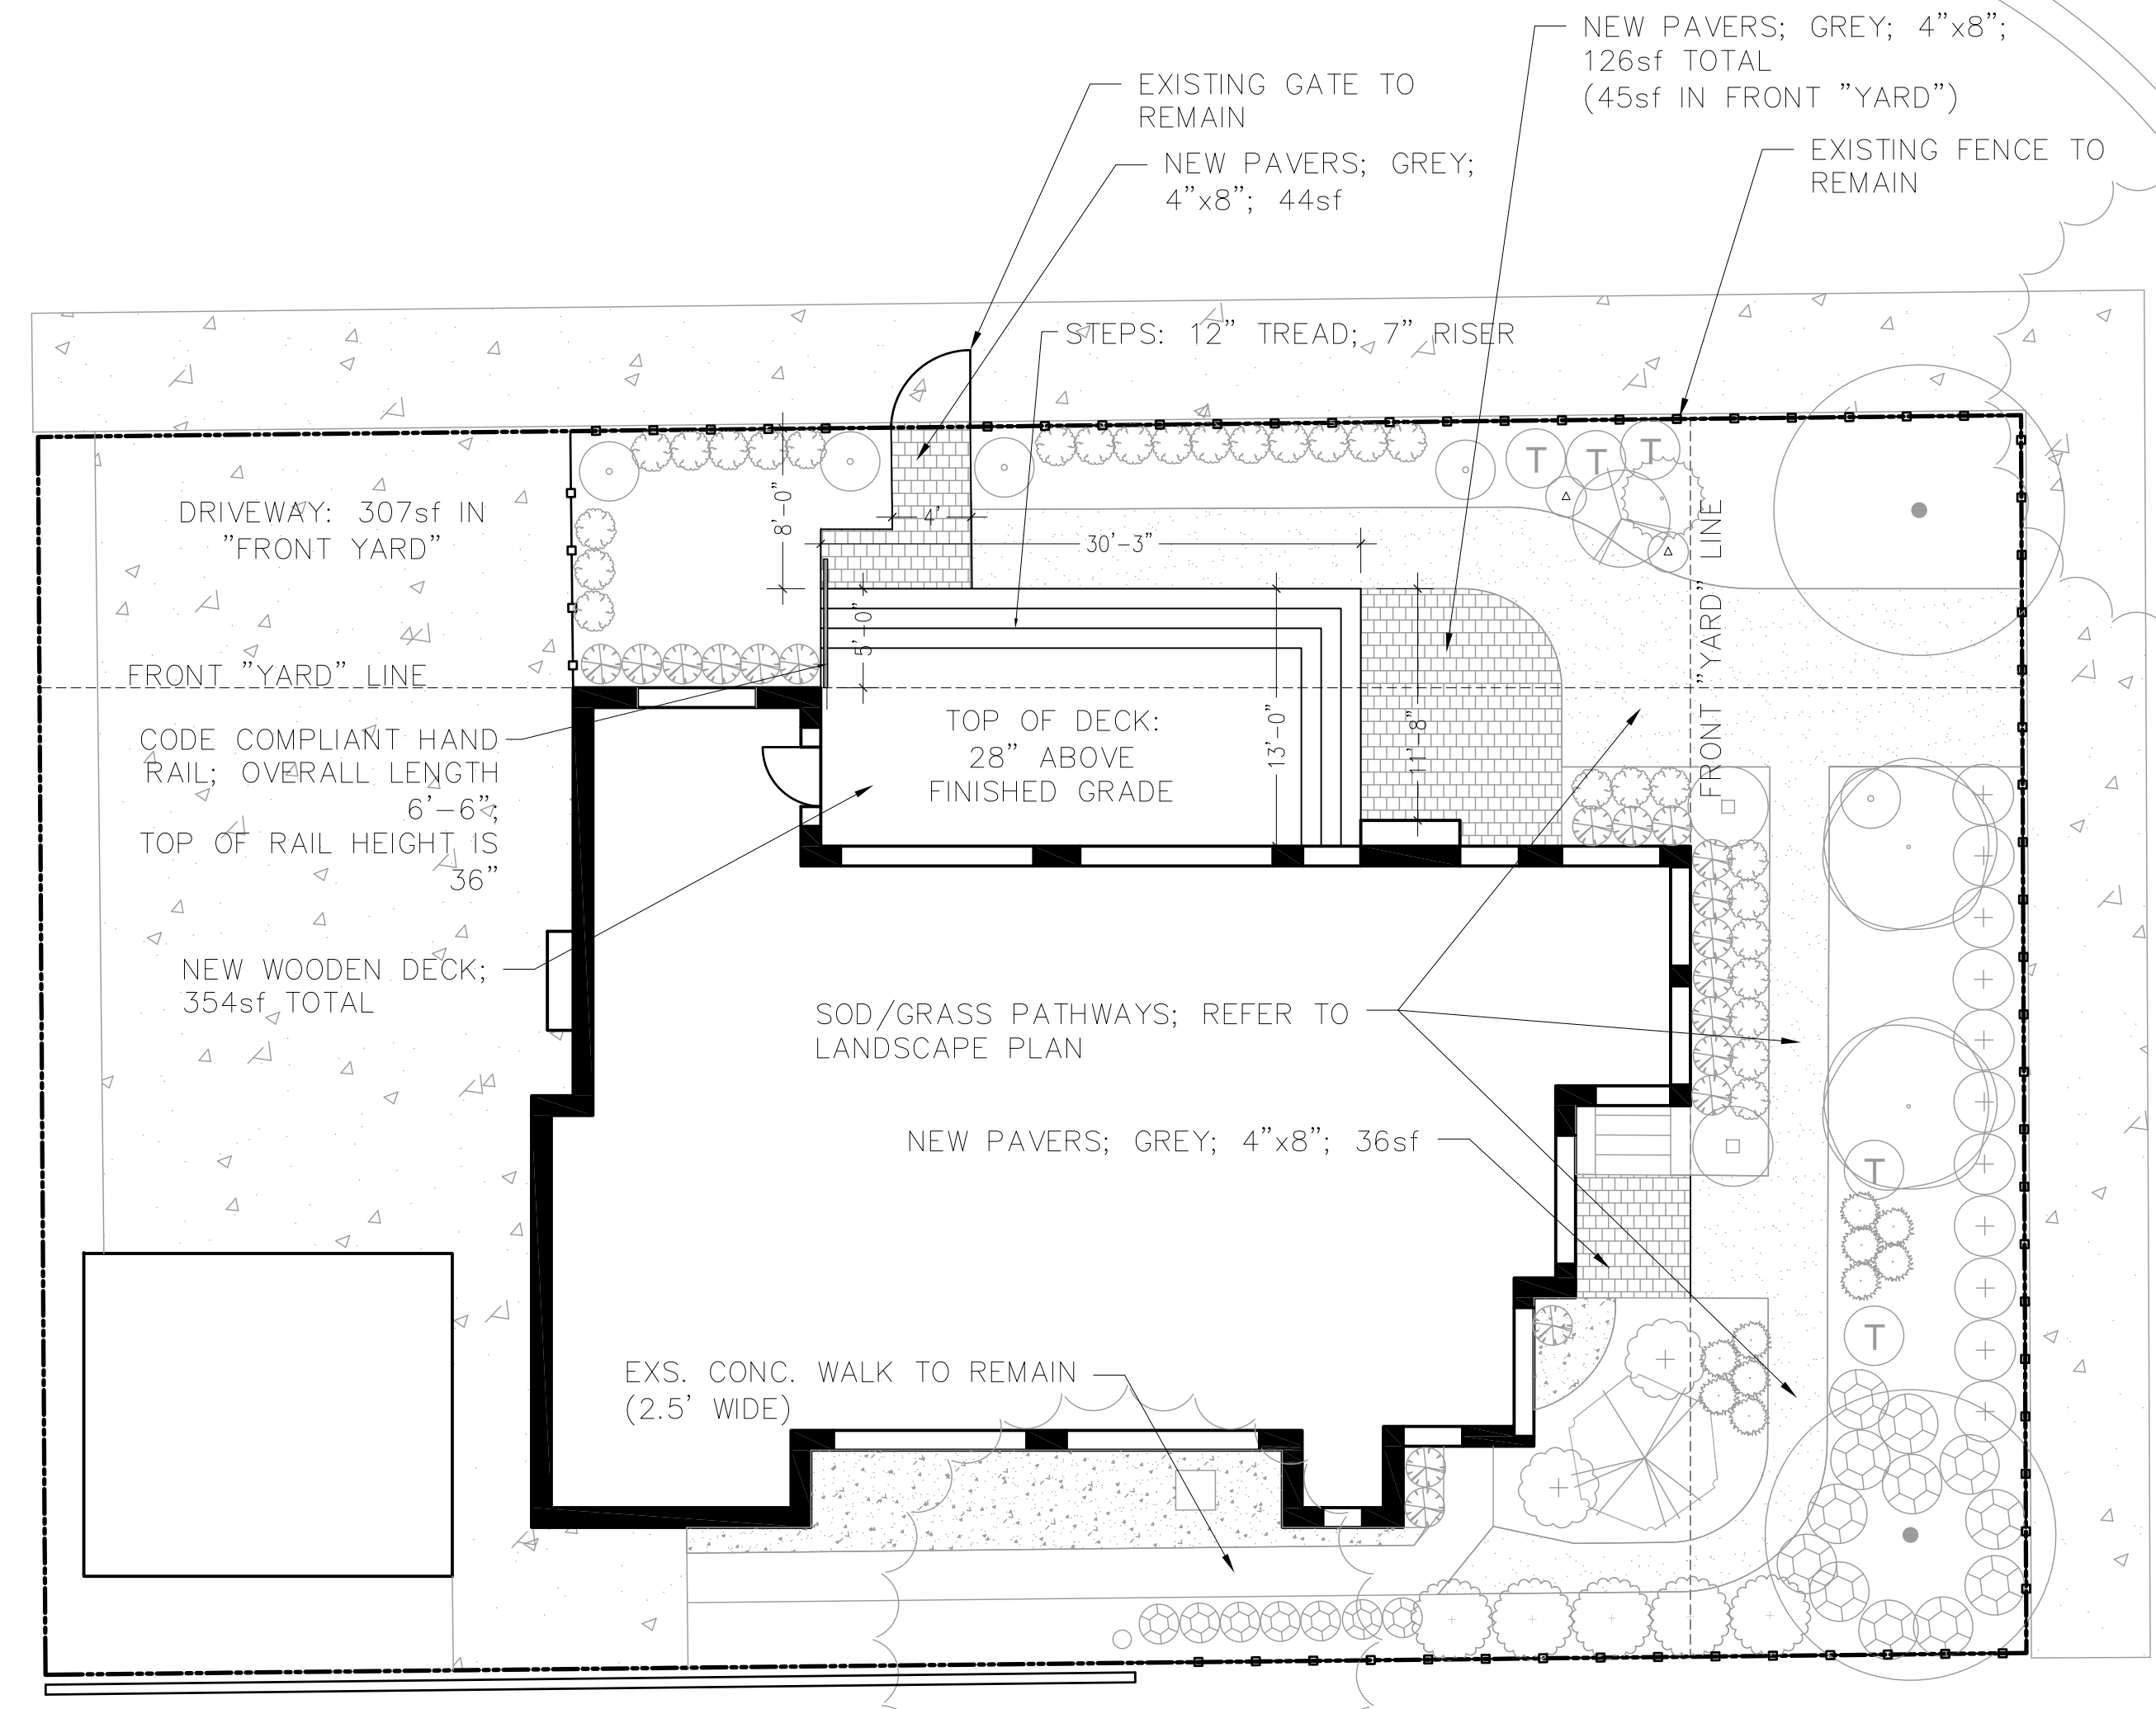 NEW PAVERS; GREY; 4"x8";
126sf TOTAL
(45sf IN FRONT "YARD")
EXISTING GATE TO
REMAIN
EXISTING FENCE TO
REMAIN
NEW PAVERS; GREY;
4"x8"; 44sf
STEPS: 12" TREAD; 7" RISER
DRIVEWAY: 307sf IN
"FRONT YARD"
8'-0"
4'
30'-3"
5'-0"
T
T
T
FRONT "YARD" LINE
FRONT "YARD" LINE
CODE COMPLIANT HAND
RAIL; OVERALL LENGTH
6'-6";
TOP OF RAIL HEIGHT IS
36"
TOP OF DECK:
28" ABOVE
FINISHED GRADE
13'-0"
11'-8"
NEW WOODEN DECK;
354sf TOTAL
SOD/GRASS PATHWAYS; REFER TO
LANDSCAPE PLAN
NEW PAVERS; GREY; 4"x8"; 36sf
T
T
EXS. CONC. WALK TO REMAIN
(2.5' WIDE)